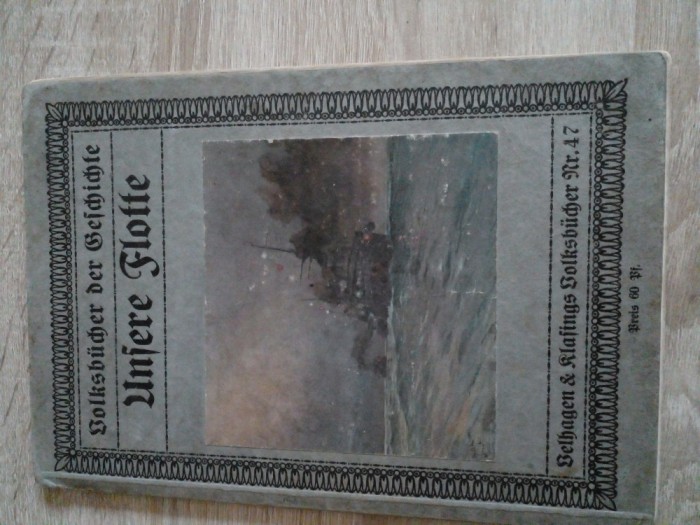 Volksbücher der Geschichte
Unsere Flotte
Velhagen & Klasings Volksbücher Nr. 47
Preis 60 Pf.